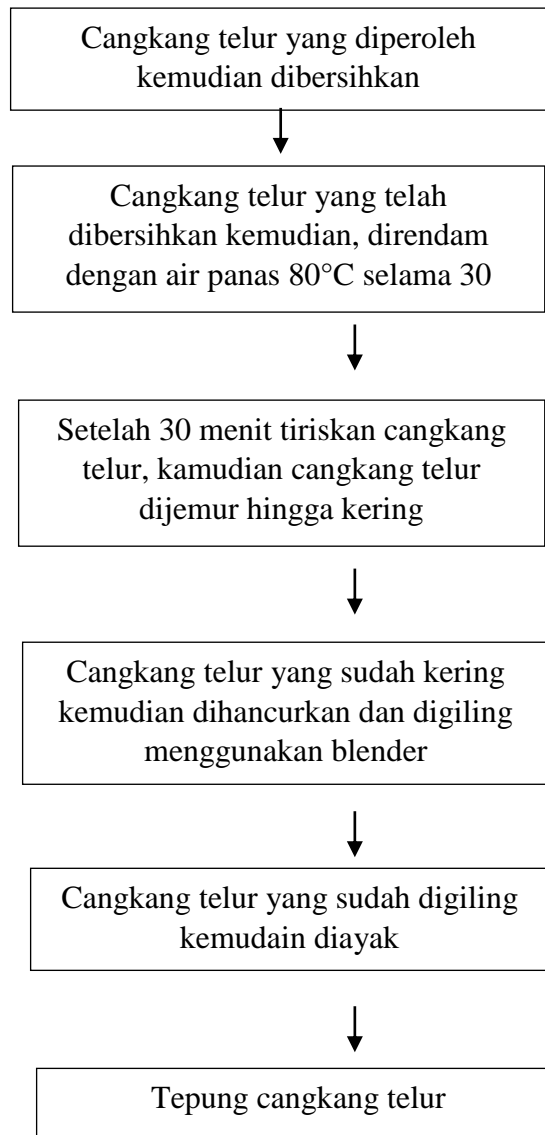 Cangkang telur yang diperoleh
kemudian dibersihkan
Cangkang telur yang telah
dibersihkan kemudian, direndam
dengan air panas 80°C selama 30
Setelah 30 menit tiriskan cangkang
telur, kamudian cangkang telur
dijemur hingga kering
Cangkang telur yang sudah kering
kemudian dihancurkan dan digiling
menggunakan blender
Cangkang telur yang sudah digiling
kemudain diayak
Tepung cangkang telur